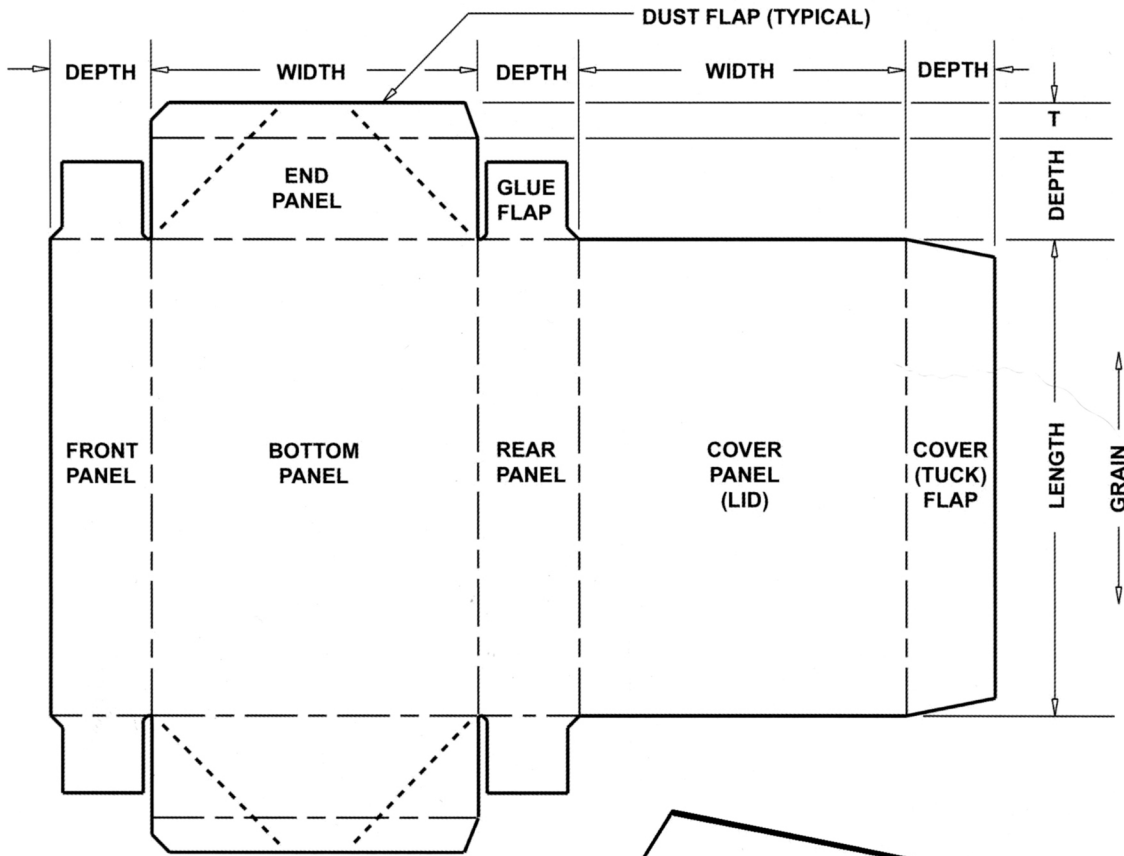 DUST FLAP (TYPICAL)
DEPTH
WIDTH
DEPTH
WIDTH
DEPTH
T
DEPTH
END
PANEL
GLUE
FLAP
FRONT
PANEL
BOTTOM
PANEL
REAR
PANEL
COVER
PANEL
(LID)
COVER
(TUCK)
FLAP
LENGTH
GRAIN